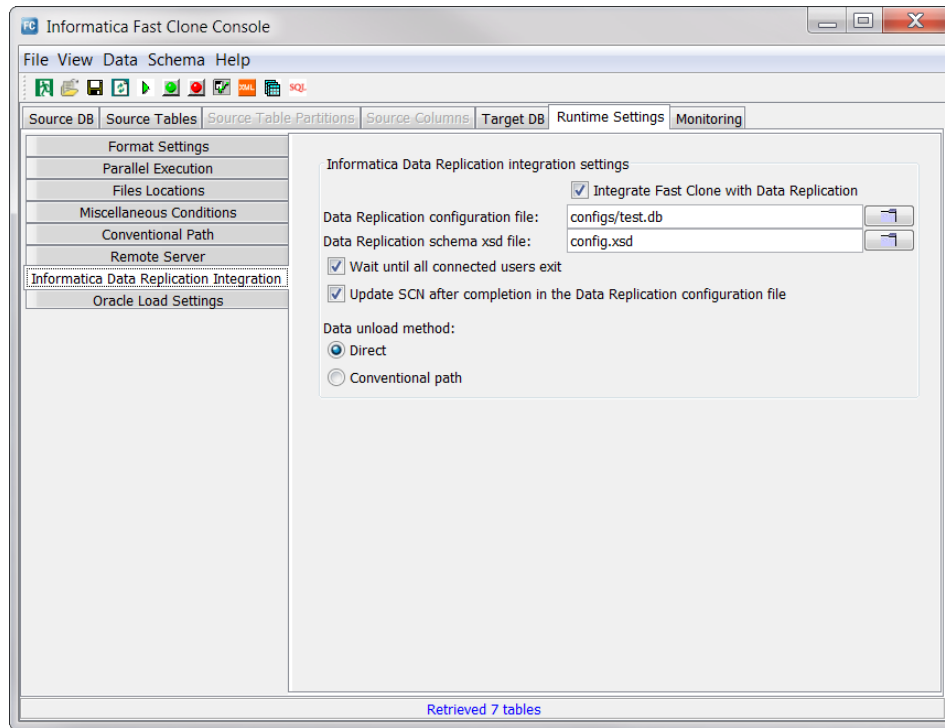 FC Informatica Fast Clone Console
File View Data Schema Help
XML SQL
Source DB Source Tables Source Table Partitions Source Columns Target DB Runtime Settings Monitoring
Format Settings
Parallel Execution
Files Locations
Miscellaneous Conditions
Conventional Path
Remote Server
Informatica Data Replication Integration
Oracle Load Settings
Informatica Data Replication integration settings
Integrate Fast Clone with Data Replication
Data Replication configuration file: configs/test.db
Data Replication schema xsd file: config.xsd
Wait until all connected users exit
Update SCN after completion in the Data Replication configuration file
Data unload method:
Direct
Conventional path
Retrieved 7 tables